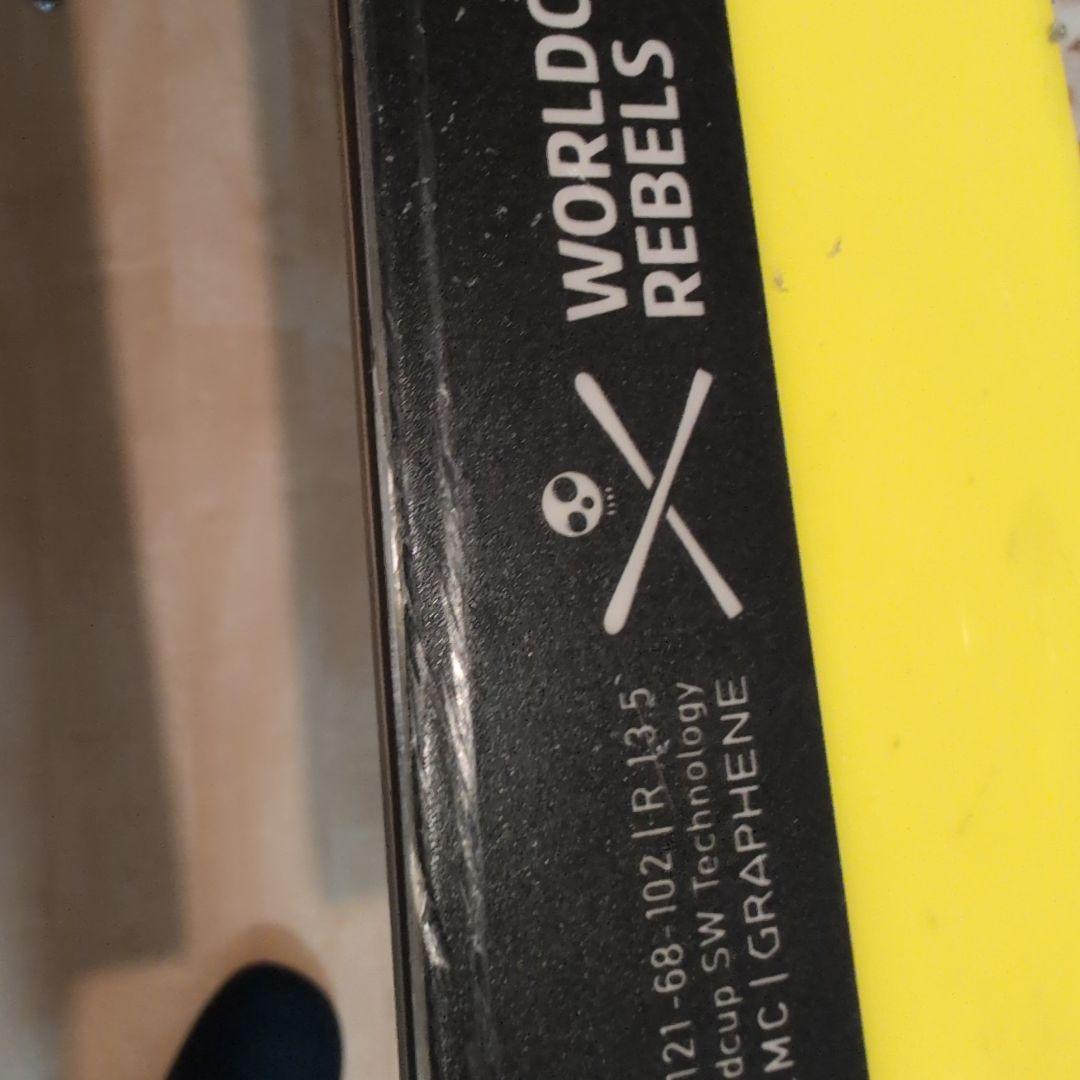 WORLDC
REBELS
121-68-102 | R 13.5
dcup SW Technology
MC | GRAPHENE